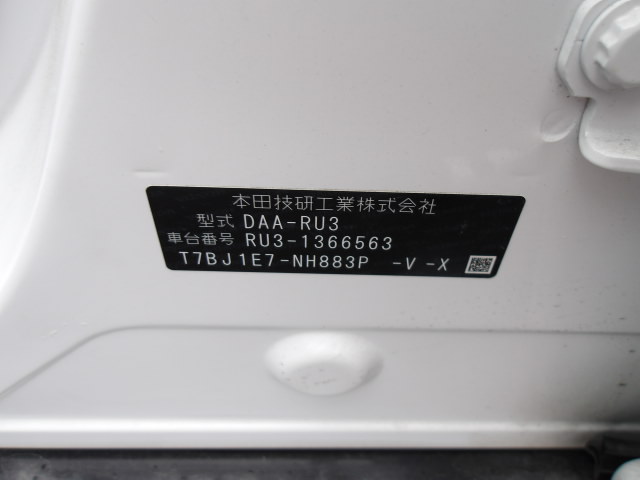 本田技研工業株式会社
型式 DAA-RU3
車台番号 RU3-1366563
T7BJ1E7-NH883P -V -X